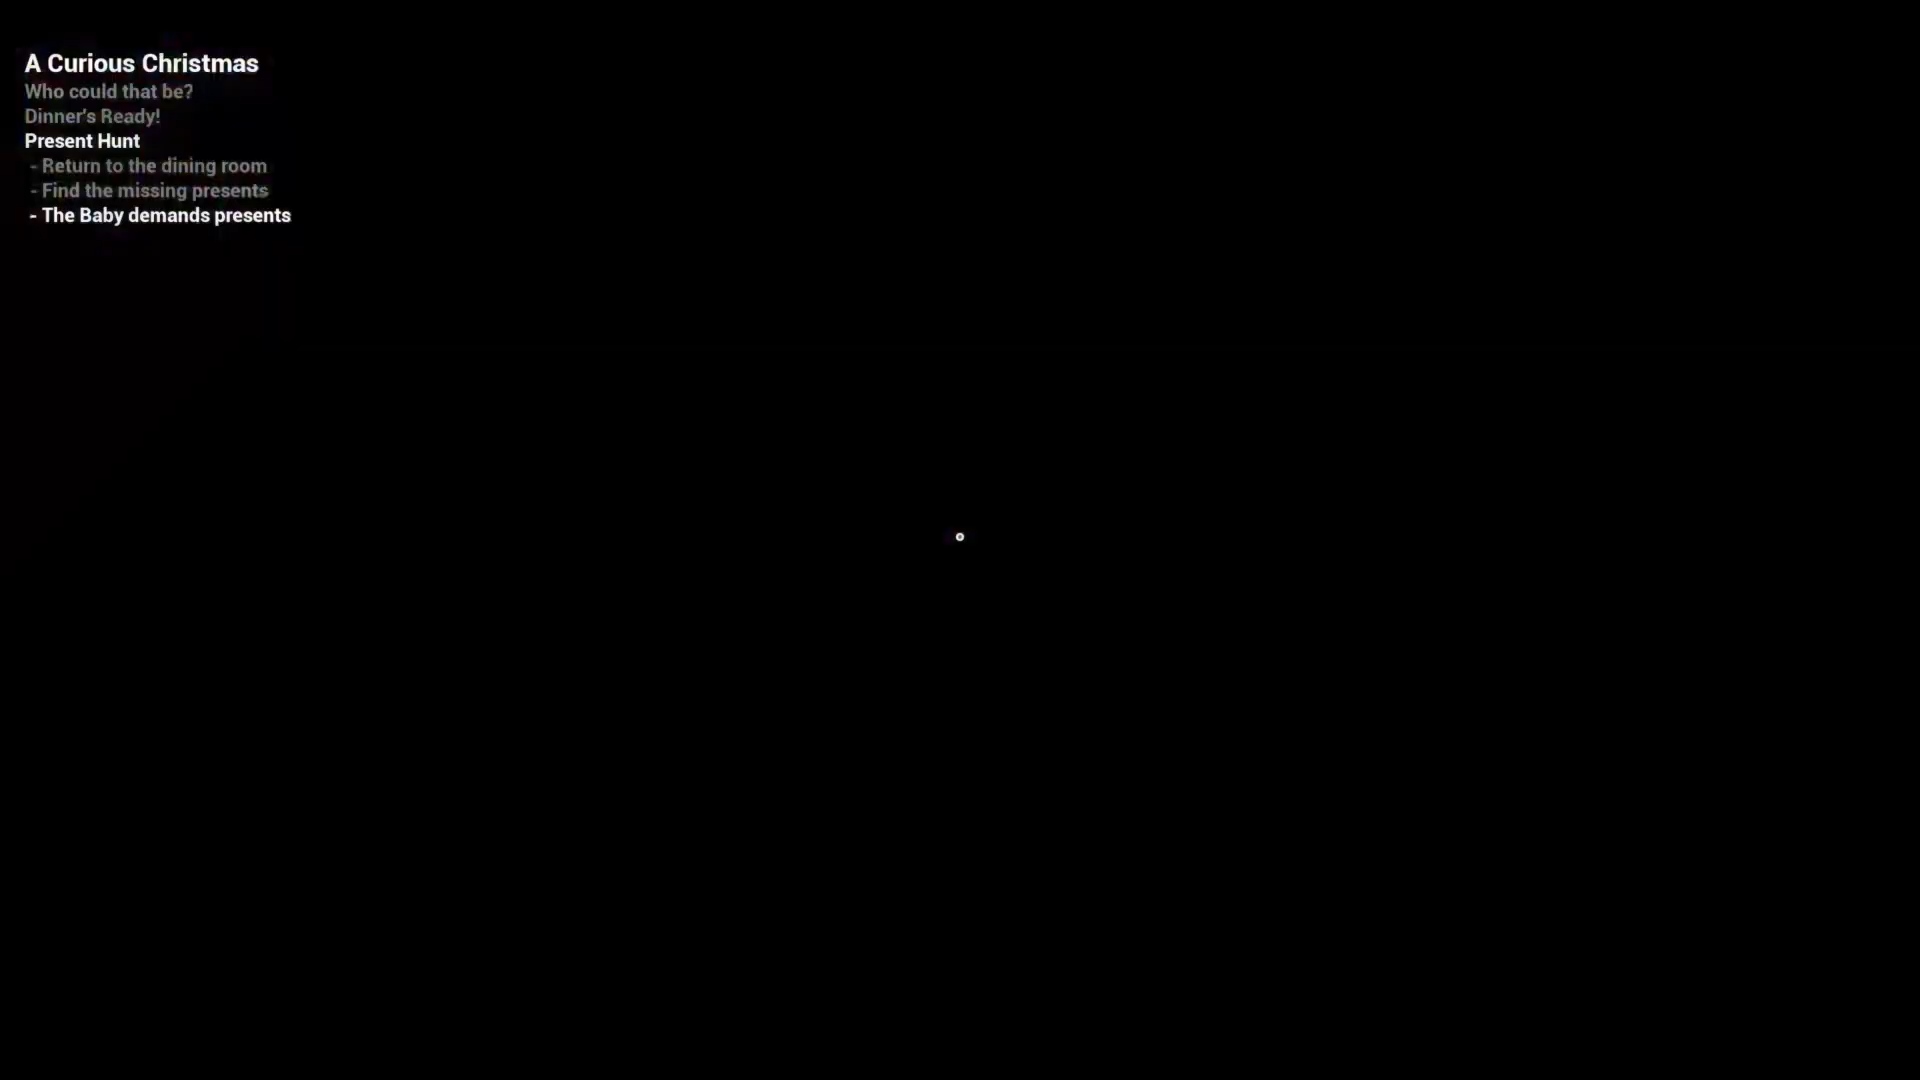 A Curious Christmas
Who could that be?
Dinner's Ready!
Present Hunt
- Return to the dining room
- Find the missing presents
- The Baby demands presents